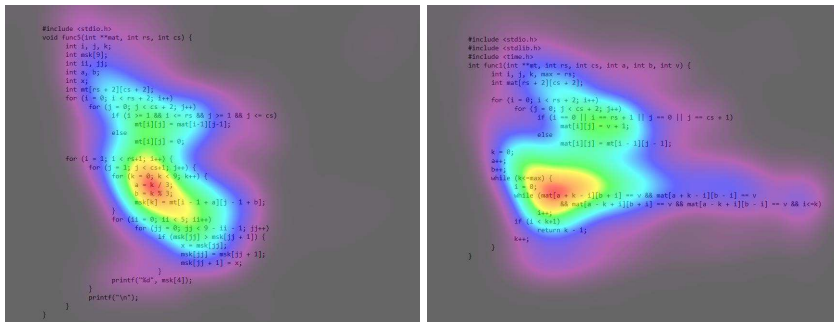 #include <stdio.h>
void func5(int **mat, int rs, int cs) {
int i, j, k;
int msk[9];
int ii, jj;
int a, b;
int x;
int mt[rs + 2][cs + 2];
for (i = 0; i < rs + 2; i++)
for (j = 0; j < cs + 2; j++)
if (i >= 1 && i <= rs && j >= 1 && j <= cs)
mt[i][j] = mat[i-1][j-1];
else
mt[i][j] = 0;
for (i = 1; i < rs+1; i++) {
for (j = 1; j < cs+1; j++) {
for (k = 0; k < 9; k++) {
a = k / 3;
b = k % 3;
msk[k] = mt[i - 1 + a][j - 1 + b];
}
for (ii = 0; ii < 5; ii++)
for (jj = 0; jj < 9 - ii - 1; jj++)
if (msk[jj] > msk[jj + 1]) {
x = msk[jj];
msk[jj] = msk[jj + 1];
msk[jj + 1] = x;
}
printf("%d", msk[4]);
}
printf("\n");
}
}
#include <stdio.h>
#include <stdlib.h>
#include <time.h>
int func1(int **mt, int rs, int cs, int a, int b, int v) {
int i, j, k, max = rs;
int mat[rs + 2][cs + 2];
for (i = 0; i < rs + 2; i++)
for (j = 0; j < cs + 2; j++)
if (i == 0 || i == rs + 1 || j == 0 || j == cs + 1)
mat[i][j] = v + 1;
else
mat[i][j] = mt[i - 1][j - 1];
k = 0;
a++;
b++;
while (k<=max) {
i = 0;
while (mat[a + k - i][b + i] == v && mat[a + k - i][b - i] == v
&& mat[a - k + i][b + i] == v && mat[a - k + i][b - i] == v && i<=k)
i++;
if (i < k+1)
return k - 1;
k++;
}
}